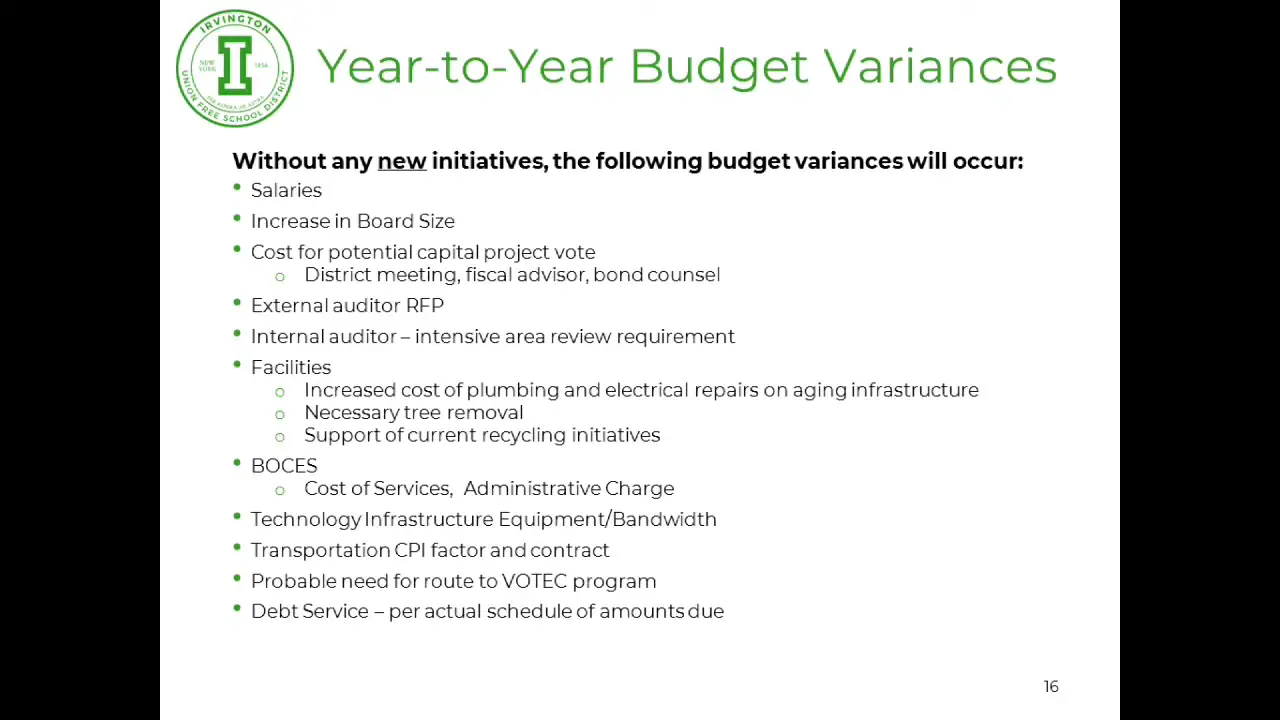 IRVINGTON
NEW YORK
1856
UNION FREE SCHOOL DISTRICT
Year-to-Year Budget Variances
Without any new initiatives, the following budget variances will occur:
• Salaries
• Increase in Board Size
• Cost for potential capital project vote
o District meeting, fiscal advisor, bond counsel
• External auditor RFP
• Internal auditor – intensive area review requirement
• Facilities
o Increased cost of plumbing and electrical repairs on aging infrastructure
o Necessary tree removal
o Support of current recycling initiatives
• BOCES
o Cost of Services, Administrative Charge
• Technology Infrastructure Equipment/Bandwidth
• Transportation CPI factor and contract
• Probable need for route to VOTEC program
• Debt Service – per actual schedule of amounts due
16